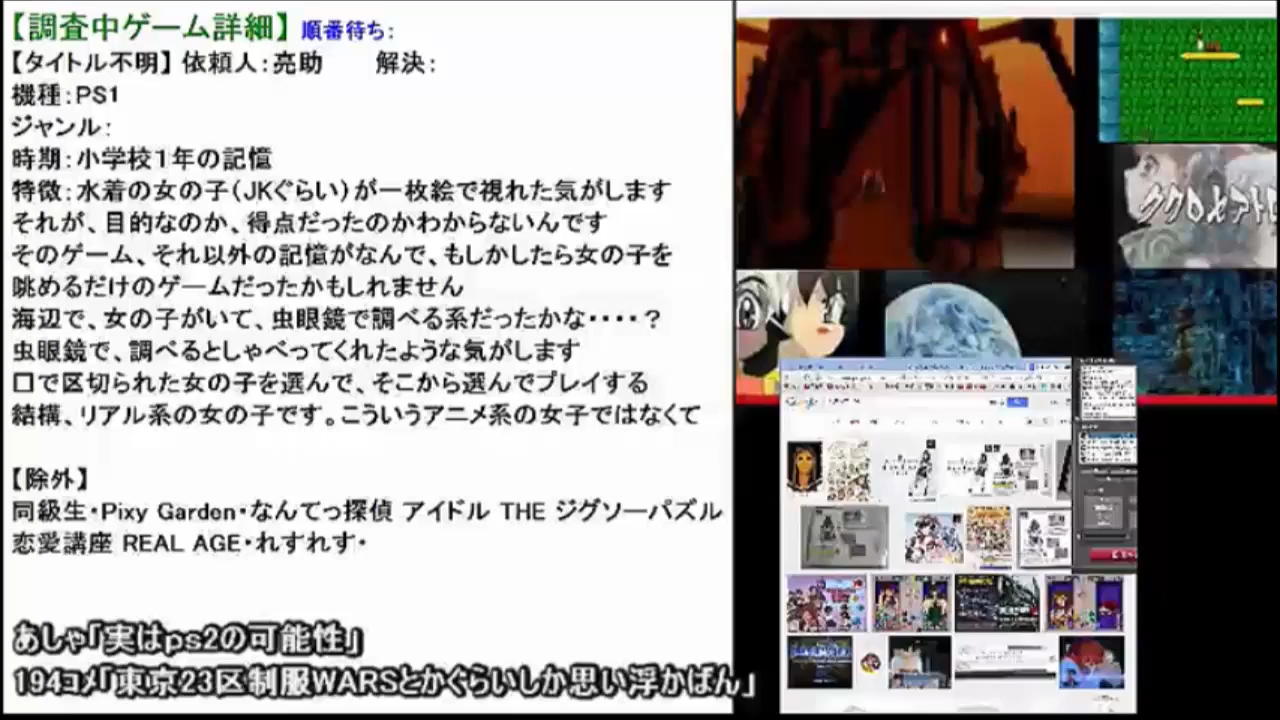 【調査中ゲーム詳細】 順番待ち:
【タイトル不明】 依頼人:亮助　　解決:
機種:PS1
ジャンル:
時期:小学校1年の記憶
特徴:水着の女の子(JKぐらい)が一枚絵で視れた気がします
それが、目的なのか、得点だったのかわからないんです
そのゲーム、それ以外の記憶がなんで、もしかしたら女の子を
眺めるだけのゲームだったかもしれません
海辺で、女の子がいて、虫眼鏡で調べる系だったかな・・・・?
虫眼鏡で、調べるとしゃべってくれたような気がします
口で区切られた女の子を選んで、そこから選んでプレイする
結構、リアル系の女の子です。こういうアニメ系の女子ではなくて
【除外】
同級生・Pixy Garden・なんてっ探偵 アイドル THE ジグソーパズル
恋愛講座 REAL AGE・れすれす・
あしゃ「実はps2の可能性」
194コメ「東京23区制服WARSとかぐらいしか思い浮かばん」
ククロセアトロ
Google